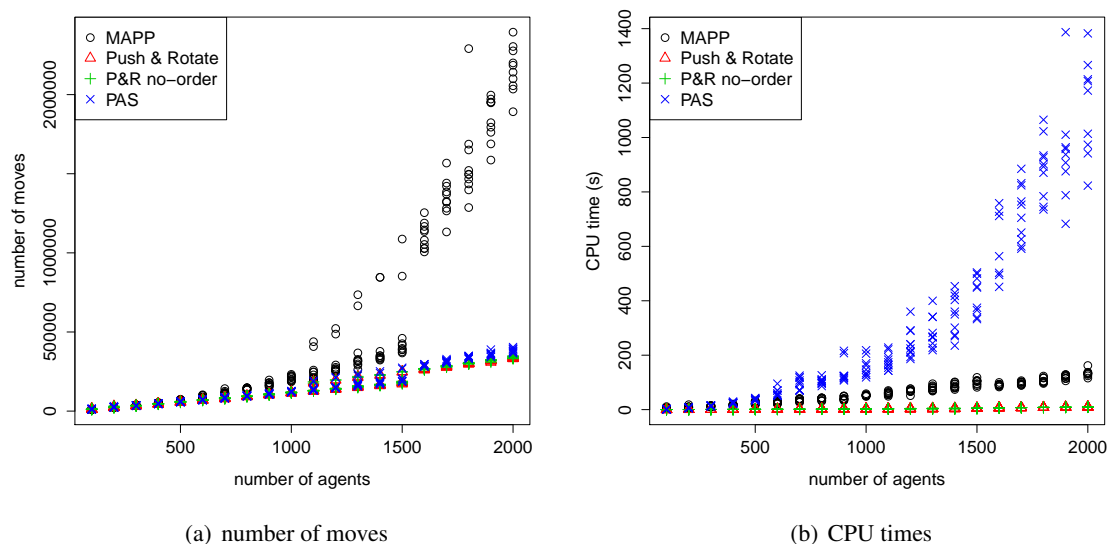 MAPP
Push & Rotate
P&R no−order
PAS
2000000
1500000
1000000
500000
0
number of moves
500
1000
1500
2000
number of agents
(a) number of moves
MAPP
Push & Rotate
P&R no−order
PAS
1400
1200
1000
800
600
400
200
0
CPU time (s)
500
1000
1500
2000
number of agents
(b) CPU times